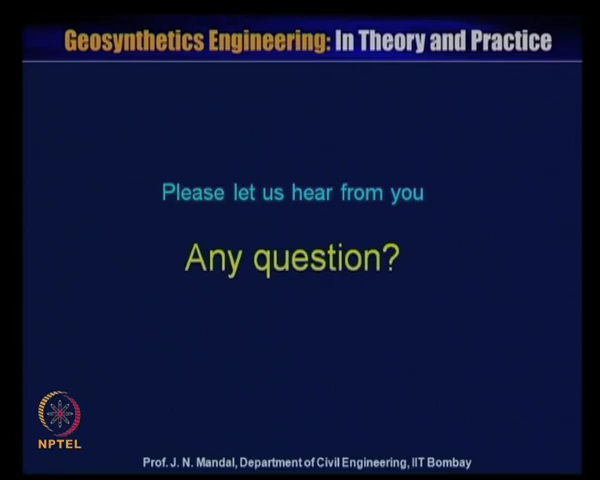 Geosynthetics Engineering: In Theory and Practice
Please let us hear from you
Any question?
NPTEL
Prof. J. N. Mandal, Department of Civil Engineering, IIT Bombay